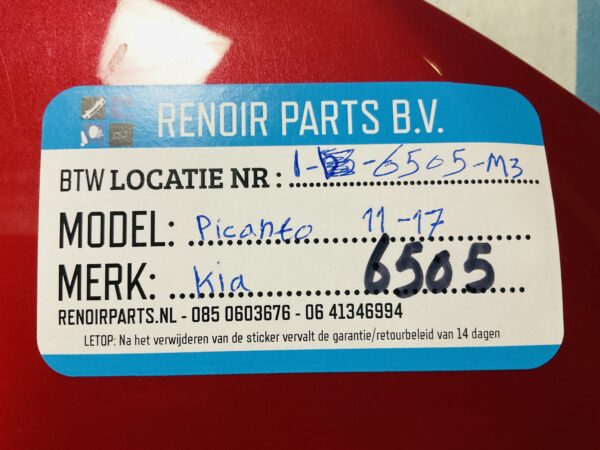 RENOIR PARTS B.V.
BTW LOCATIE NR : 1-6505-M3
MODEL: Picanto 11-17
MERK: Kia 6505
RENOIRPARTS.NL - 085 0603676 - 06 41346994
LETOP: Na het verwijderen van de sticker vervalt de garantie/retourbeleid van 14 dagen